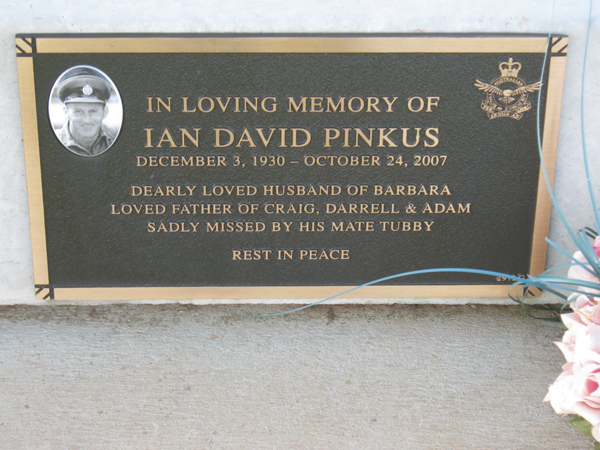 IN LOVING MEMORY OF
IAN DAVID PINKUS
DECEMBER 3, 1930 – OCTOBER 24, 2007
DEARLY LOVED HUSBAND OF BARBARA
LOVED FATHER OF CRAIG, DARRELL & ADAM
SADLY MISSED BY HIS MATE TUBBY
REST IN PEACE